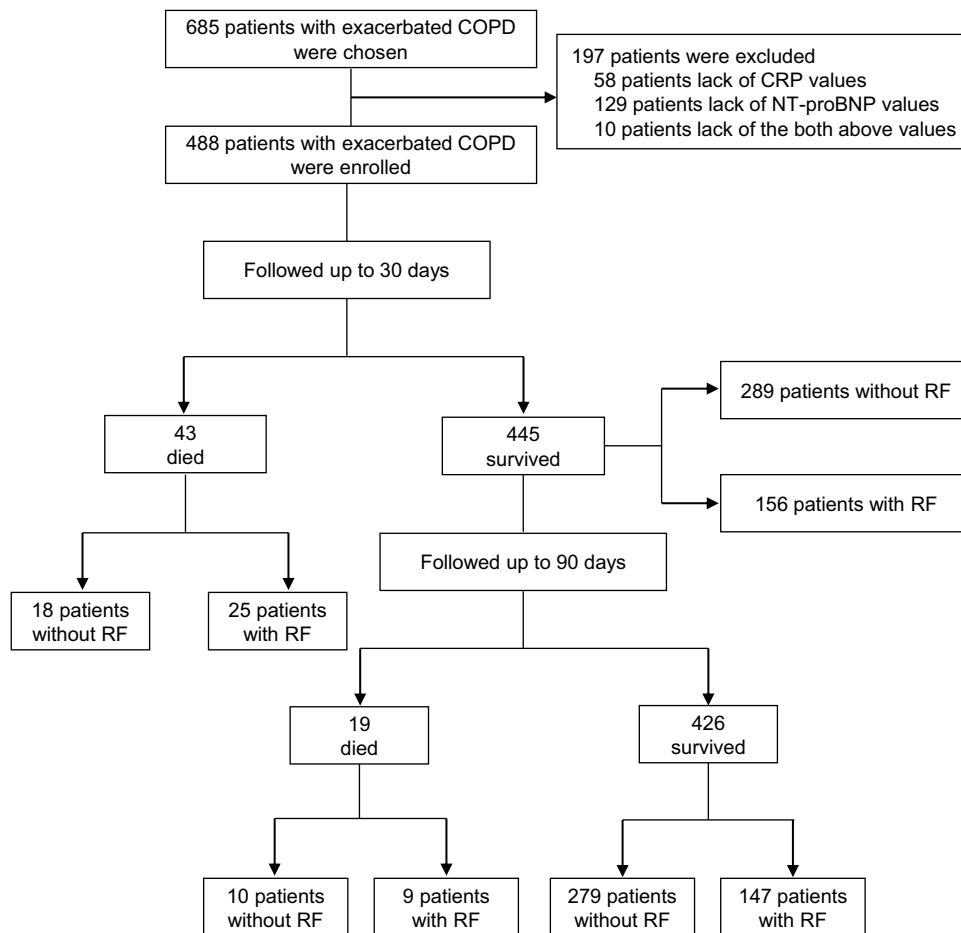 685 patients with exacerbated COPD
were chosen
197 patients were excluded
58 patients lack of CRP values
129 patients lack of NT-proBNP values
10 patients lack of the both above values
488 patients with exacerbated COPD
were enrolled
Followed up to 30 days
43
died
445
survived
289 patients without RF
156 patients with RF
18 patients
without RF
25 patients
with RF
Followed up to 90 days
19
died
426
survived
10 patients
without RF
9 patients
with RF
279 patients
without RF
147 patients
with RF